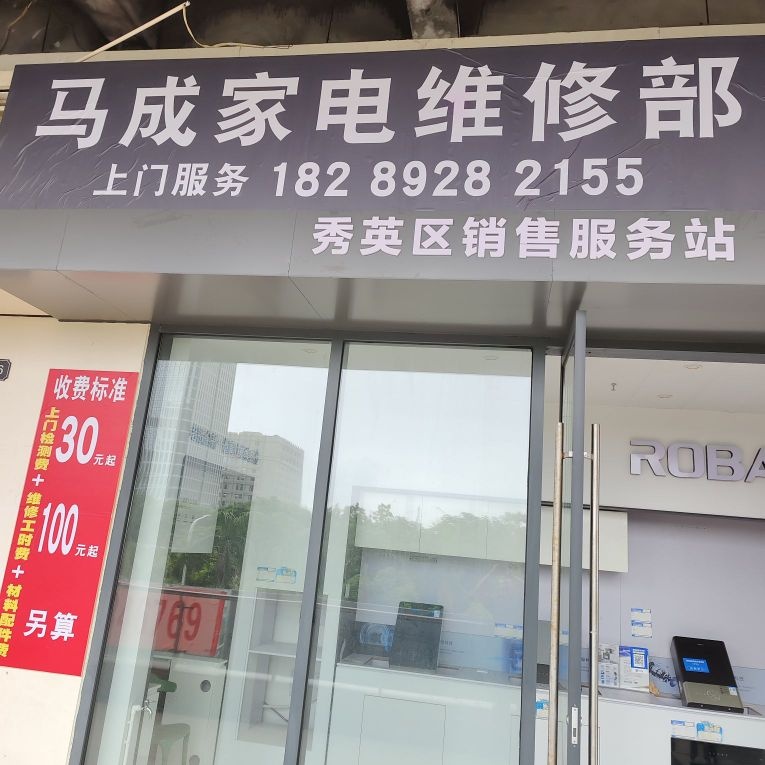 马成家电维修部
上门服务 182 8928 2155
秀英区销售服务站
收费标准
上门检测费+维修工时费+材料配件费
30元起
100元起
另算
ROBA
769
6